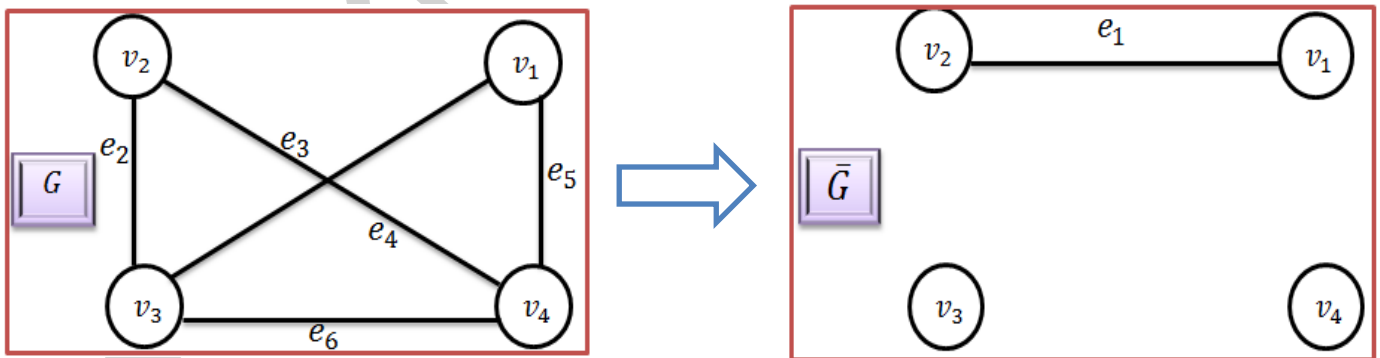 v₂
v₁
e₃
e₂
G
e₅
e₄
v₃
v₄
e₆
e₁
v₂
v₁
Ḡ
v₃
v₄